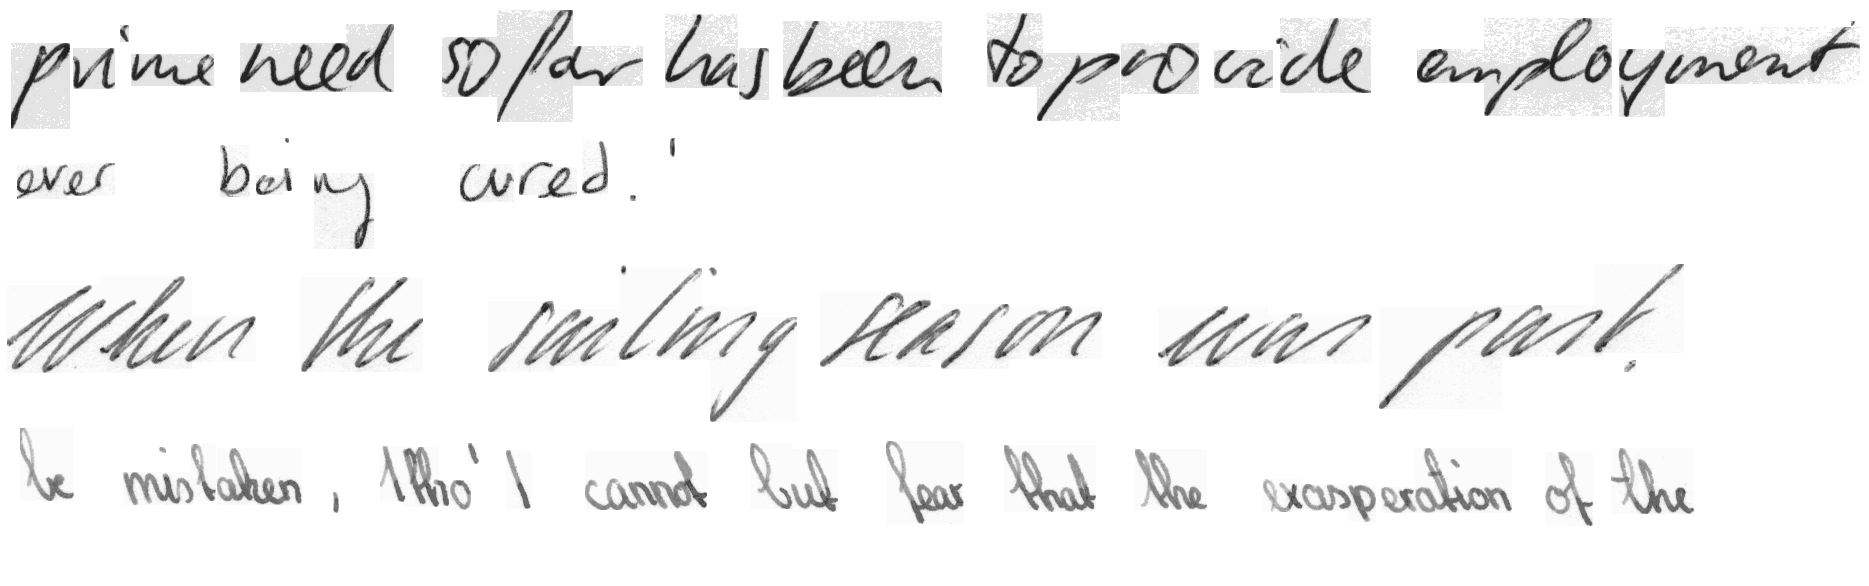 prime need so far has been to provide employment
ever being cured.'
When the sailing season was past.
be mistaken, 'tho' I cannot but fear that the exasperation of the